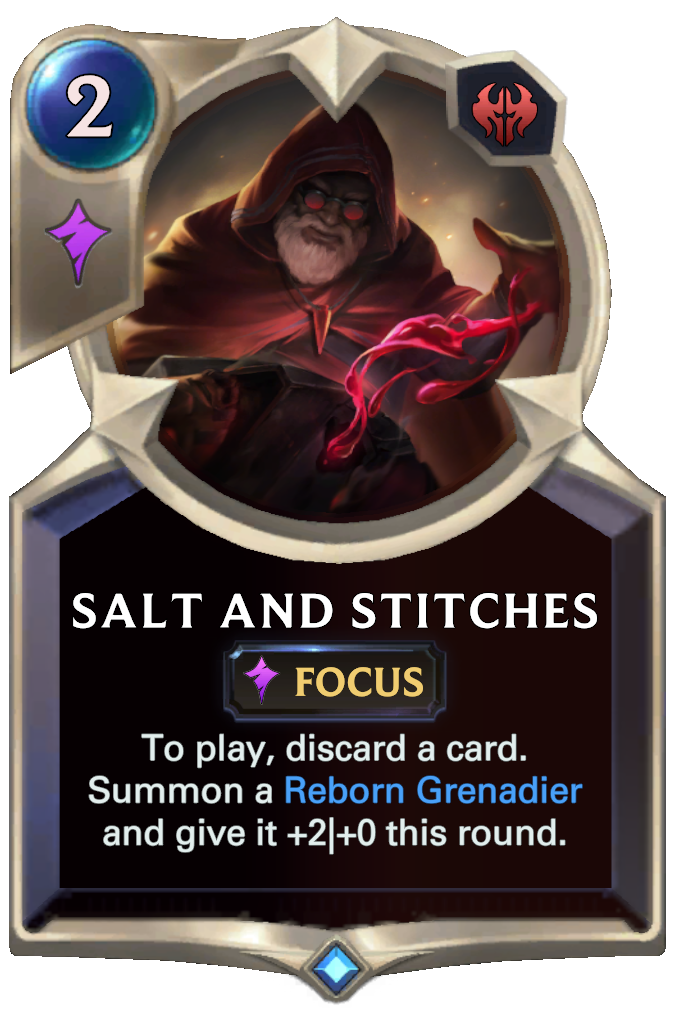 2
SALT AND STITCHES
FOCUS
To play, discard a card.
Summon a Reborn Grenadier
and give it +2|+0 this round.